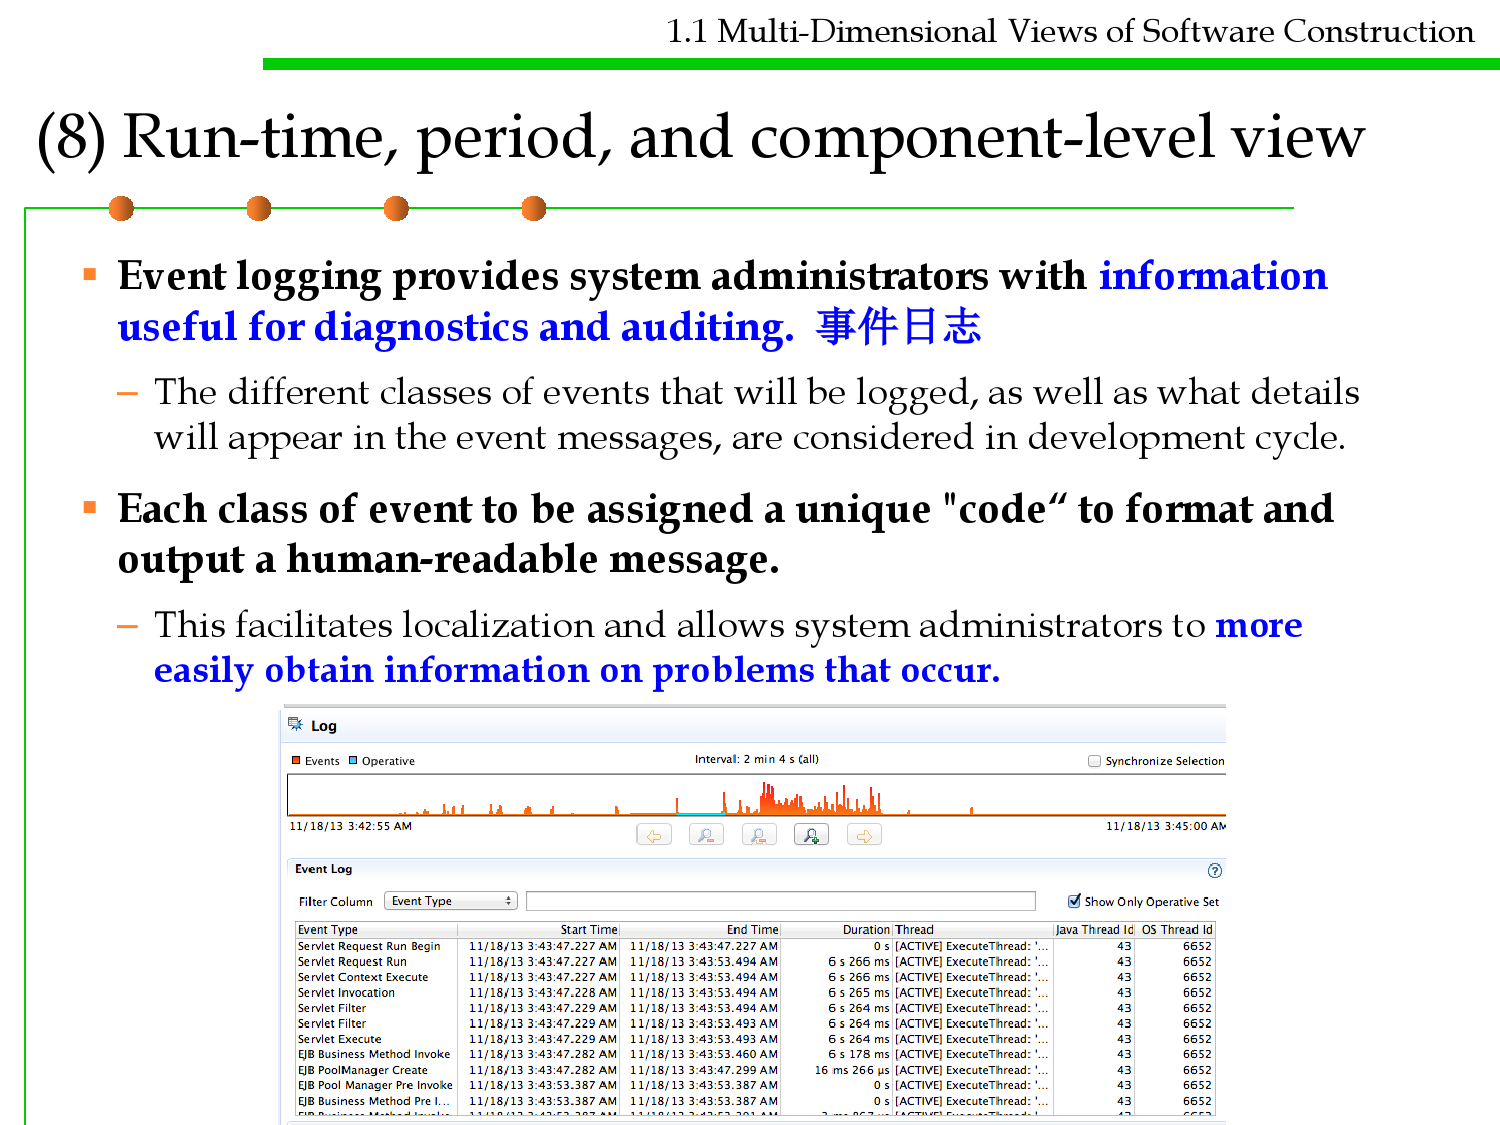 1.1 Multi-Dimensional Views of Software Construction
(8) Run-time, period, and component-level view
Event logging provides system administrators with information
useful for diagnostics and auditing. 事件日志
– The different classes of events that will be logged, as well as what details
will appear in the event messages, are considered in development cycle.
Each class of event to be assigned a unique "code“ to format and
output a human-readable message.
– This facilitates localization and allows system administrators to more
easily obtain information on problems that occur.
Log
Events Operative Interval: 2 min 4 s (all) Synchronize Selection
11/18/13 3:42:55 AM 11/18/13 3:45:00 AM
Event Log
Filter Column Event Type Show Only Operative Set
Event Type Start Time End Time Duration Thread Java Thread Id OS Thread Id
Servlet Request Run Begin 11/18/13 3:43:47.227 AM 11/18/13 3:43:47.227 AM 0 s [ACTIVE] ExecuteThread: '... 43 6652
Servlet Request Run 11/18/13 3:43:47.227 AM 11/18/13 3:43:53.494 AM 6 s 266 ms [ACTIVE] ExecuteThread: '... 43 6652
Servlet Context Execute 11/18/13 3:43:47.227 AM 11/18/13 3:43:53.494 AM 6 s 266 ms [ACTIVE] ExecuteThread: '... 43 6652
Servlet Invocation 11/18/13 3:43:47.228 AM 11/18/13 3:43:53.494 AM 6 s 265 ms [ACTIVE] ExecuteThread: '... 43 6652
Servlet Filter 11/18/13 3:43:47.229 AM 11/18/13 3:43:53.494 AM 6 s 264 ms [ACTIVE] ExecuteThread: '... 43 6652
Servlet Filter 11/18/13 3:43:47.229 AM 11/18/13 3:43:53.493 AM 6 s 264 ms [ACTIVE] ExecuteThread: '... 43 6652
Servlet Execute 11/18/13 3:43:47.229 AM 11/18/13 3:43:53.493 AM 6 s 264 ms [ACTIVE] ExecuteThread: '... 43 6652
EJB Business Method Invoke 11/18/13 3:43:47.282 AM 11/18/13 3:43:53.460 AM 6 s 178 ms [ACTIVE] ExecuteThread: '... 43 6652
EJB PoolManager Create 11/18/13 3:43:47.282 AM 11/18/13 3:43:47.299 AM 16 ms 266 µs [ACTIVE] ExecuteThread: '... 43 6652
EJB Pool Manager Pre Invoke 11/18/13 3:43:53.387 AM 11/18/13 3:43:53.387 AM 0 s [ACTIVE] ExecuteThread: '... 43 6652
EJB Business Method Pre I... 11/18/13 3:43:53.387 AM 11/18/13 3:43:53.387 AM 0 s [ACTIVE] ExecuteThread: '... 43 6652